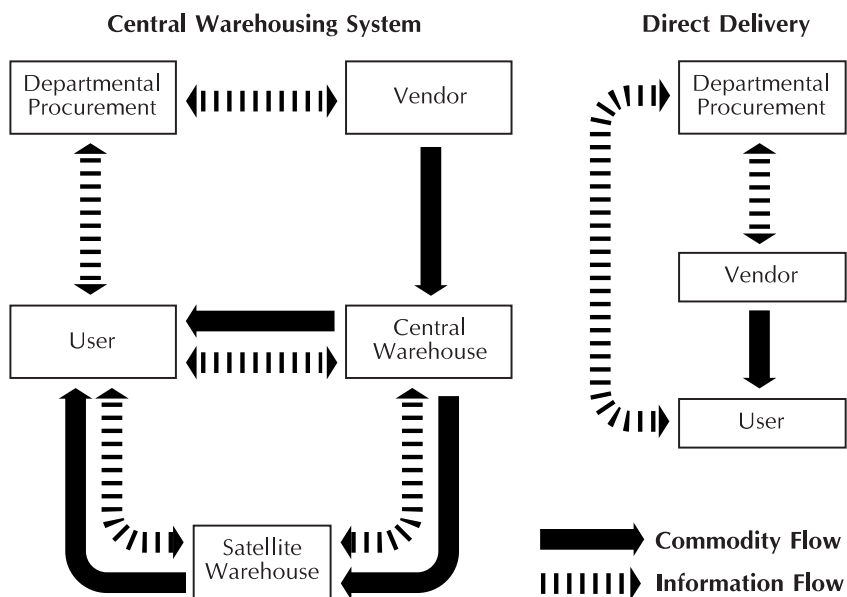 Central Warehousing System
Departmental
Procurement
Vendor
User
Central
Warehouse
Satellite
Warehouse
Direct Delivery
Departmental
Procurement
Vendor
User
Commodity Flow
Information Flow